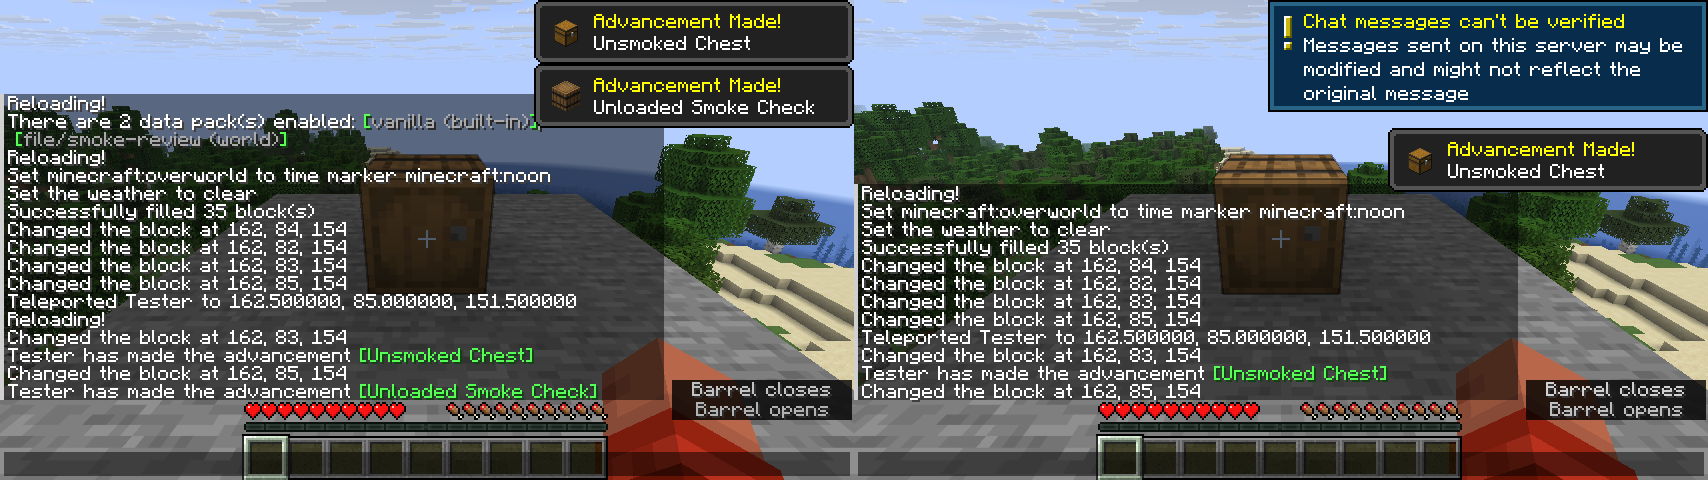 Advancement Made!
Unsmoked Chest
Advancement Made!
Unloaded Smoke Check
Reloading!
There are 2 data pack(s) enabled: [vanilla (built-in)],
[file/smoke-review (world)]
Reloading!
Set minecraft:overworld to time marker minecraft:noon
Set the weather to clear
Successfully filled 35 block(s)
Changed the block at 162, 84, 154
Changed the block at 162, 82, 154
Changed the block at 162, 83, 154
Changed the block at 162, 85, 154
Teleported Tester to 162.500000, 85.000000, 151.500000
Reloading!
Changed the block at 162, 83, 154
Tester has made the advancement [Unsmoked Chest]
Changed the block at 162, 85, 154
Tester has made the advancement [Unloaded Smoke Check]
Barrel closes
Barrel opens
Chat messages can't be verified
Messages sent on this server may be
modified and might not reflect the
original message
Advancement Made!
Unsmoked Chest
Reloading!
Set minecraft:overworld to time marker minecraft:noon
Set the weather to clear
Successfully filled 35 block(s)
Changed the block at 162, 84, 154
Changed the block at 162, 82, 154
Changed the block at 162, 83, 154
Changed the block at 162, 85, 154
Teleported Tester to 162.500000, 85.000000, 151.500000
Changed the block at 162, 83, 154
Tester has made the advancement [Unsmoked Chest]
Changed the block at 162, 85, 154
Barrel closes
Barrel opens